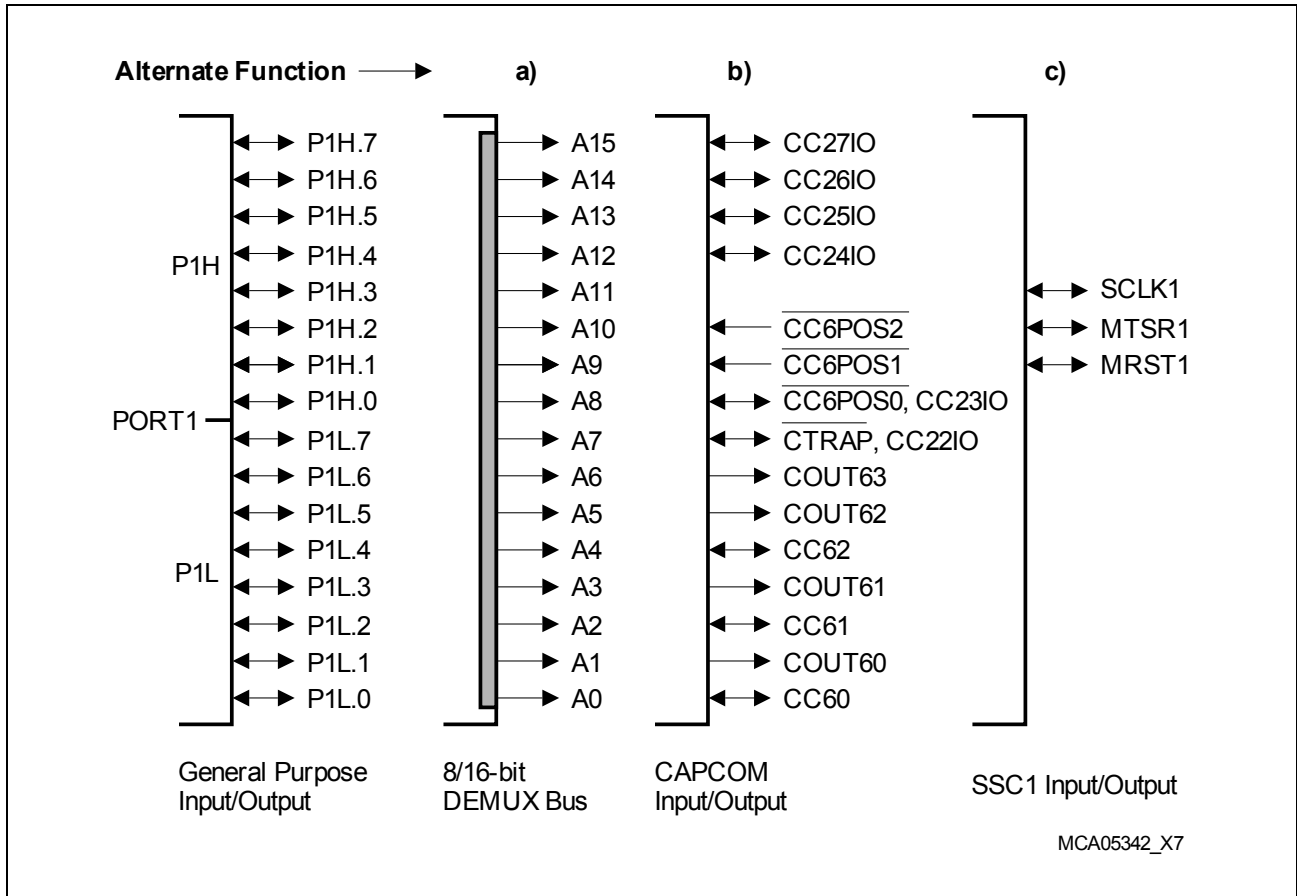 Alternate Function a) b) c)
P1H.7 A15 CC27IO
P1H.6 A14 CC26IO
P1H.5 A13 CC25IO
P1H.4 A12 CC24IO
P1H
P1H.3 A11 SCLK1
P1H.2 A10 CC6POS2 MTSR1
P1H.1 A9 CC6POS1 MRST1
P1H.0 A8 CC6POS0, CC23IO
PORT1
P1L.7 A7 CTRAP, CC22IO
P1L.6 A6 COUT63
P1L.5 A5 COUT62
P1L.4 A4 CC62
P1L
P1L.3 A3 COUT61
P1L.2 A2 CC61
P1L.1 A1 COUT60
P1L.0 A0 CC60
General Purpose
Input/Output
8/16-bit
DEMUX Bus
CAPCOM
Input/Output
SSC1 Input/Output
MCA05342_X7